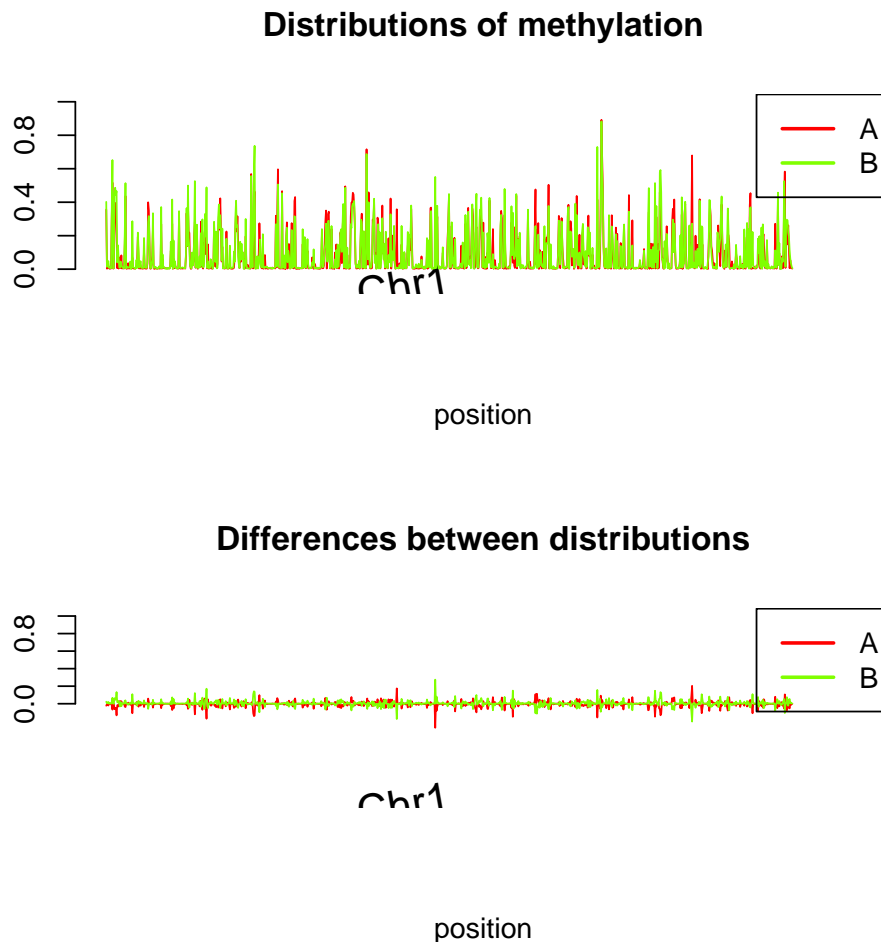 Distributions of methylation
0.8
0.4
0.0
A
B
Chr1
position
Differences between distributions
0.8
0.0
A
B
Chr1
position